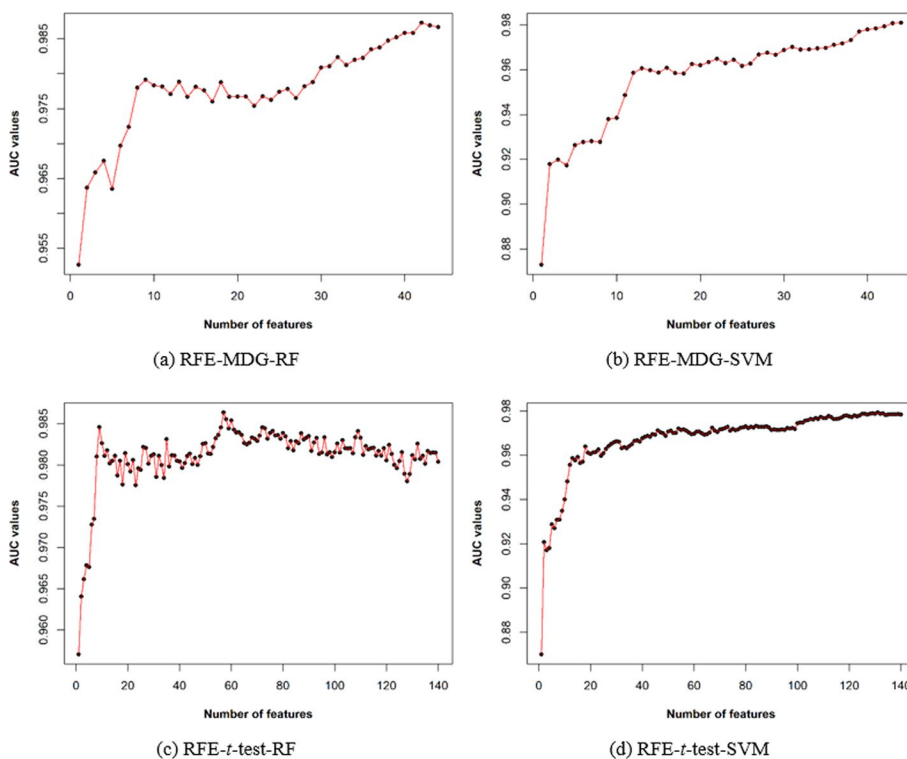 AUC values
0.985
0.975
0.965
0.955
0 10 20 30 40
Number of features
(a) RFE-MDG-RF
AUC values
0.98
0.96
0.94
0.92
0.90
0.88
0 10 20 30 40
Number of features
(b) RFE-MDG-SVM
AUC values
0.985
0.980
0.975
0.970
0.965
0.960
0 20 40 60 80 100 120 140
Number of features
(c) RFE-t-test-RF
AUC values
0.98
0.96
0.94
0.92
0.90
0.88
0 20 40 60 80 100 120 140
Number of features
(d) RFE-t-test-SVM